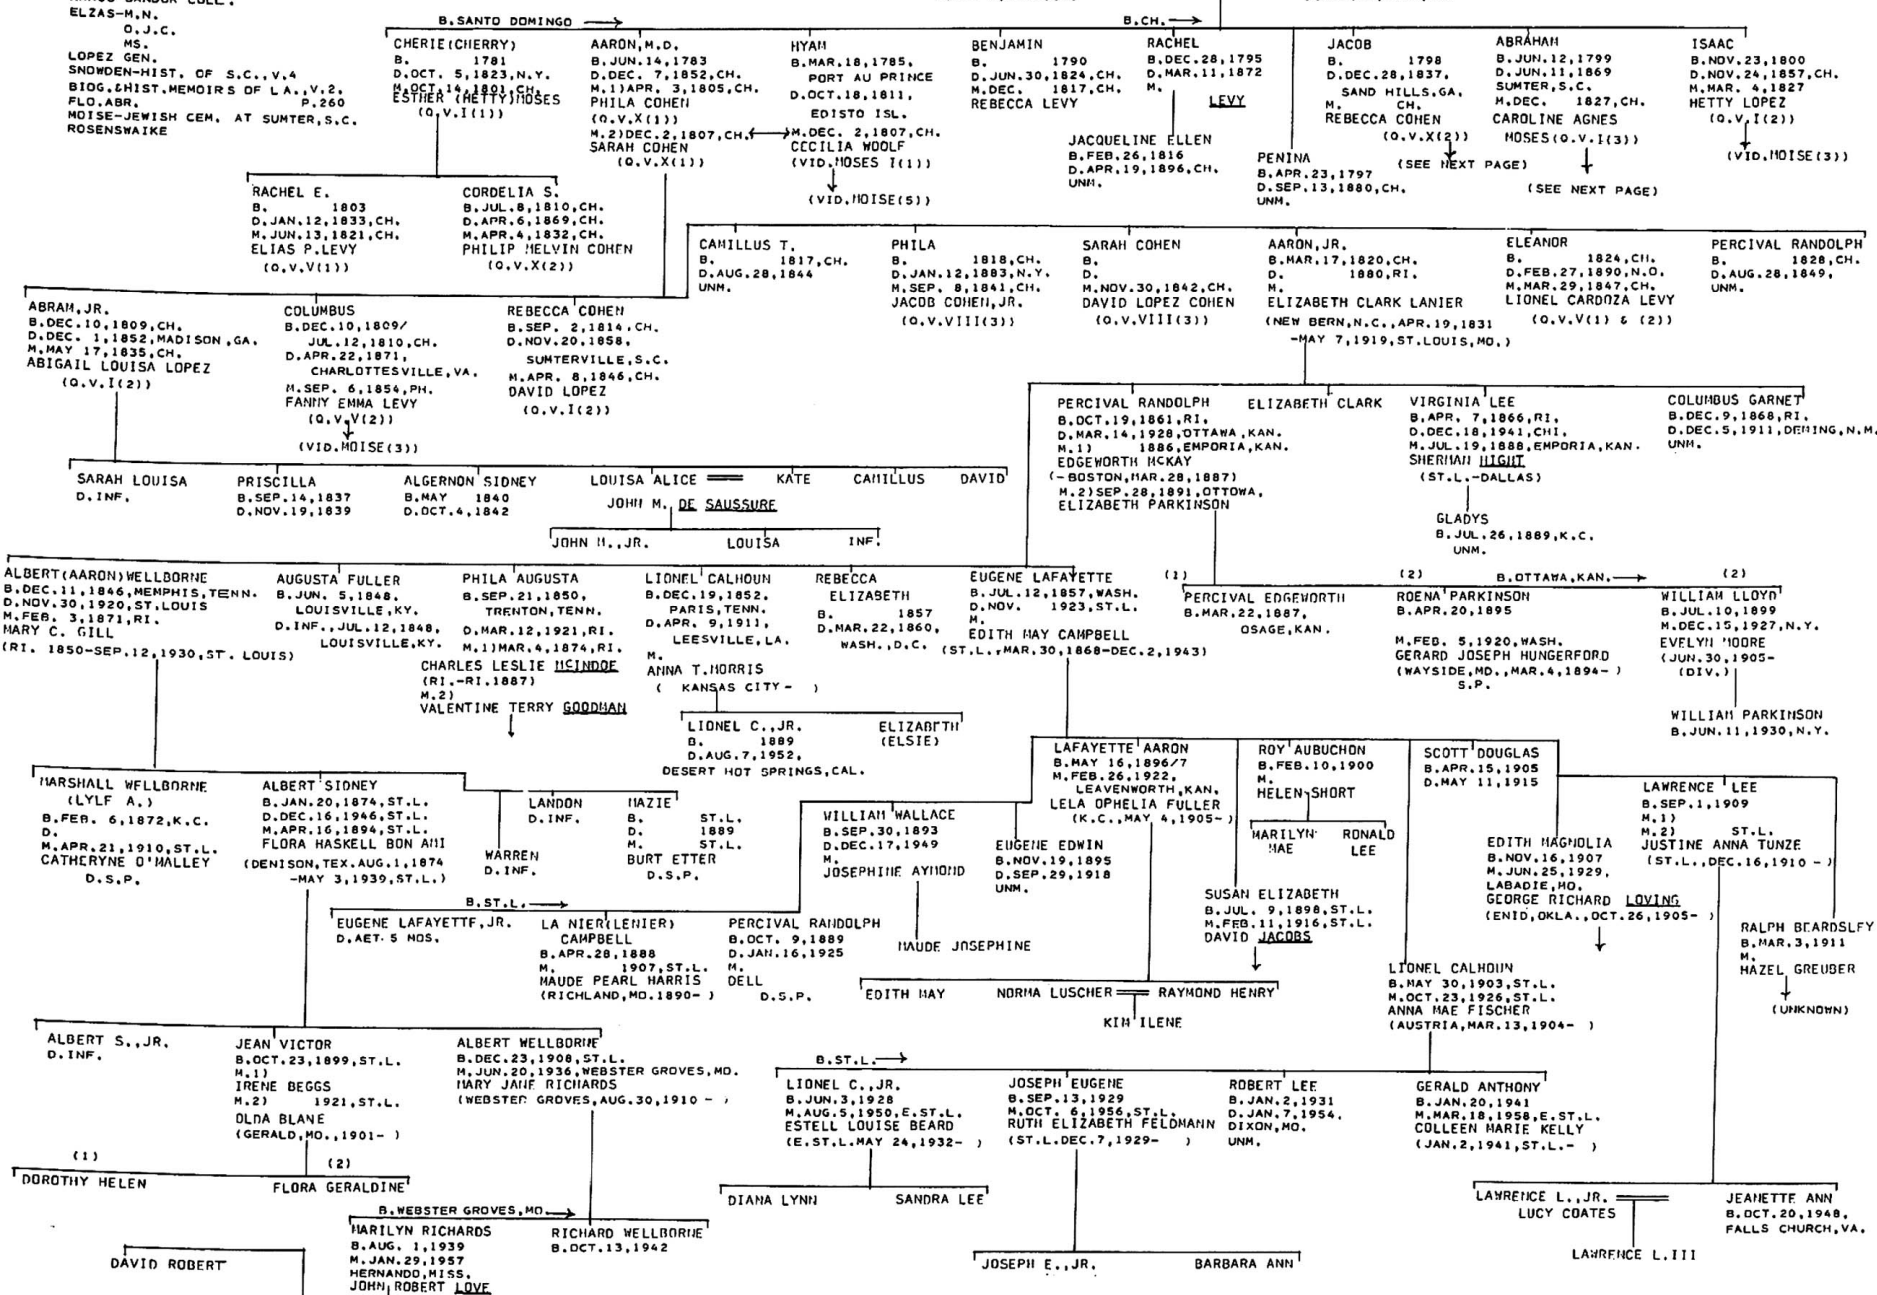 ELZAS-M.N.
O.J.C.
MS.
LOPEZ GEN.
SNOWDEN-HIST. OF S.C.,V.4
BIOG.&HIST.MEMOIRS OF LA.,V.2.
FLO.ABR. P.260
MOISE-JEWISH CEM. AT SUMTER,S.C.
ROSENSWAIKE
B.SANTO DOMINGO
B.CH.
CHERIE(CHERRY)
B. 1781
D.OCT. 5,1823,N.Y.
M.OCT.14,1801,CH.
ESTHER (HETTY)MOSES
(Q.V.I(1))
AARON,M.D.
B.JUN.14,1783
D.DEC. 7,1852,CH.
M.1)APR. 3,1805,CH.
PHILA COHEN
(Q.V.X(1))
M.2)DEC.2,1807,CH.
SARAH COHEN
(Q.V.X(1))
HYAM
B.MAR.18,1785,
PORT AU PRINCE
D.OCT.18,1811,
EDISTO ISL.
M.DEC. 2,1807,CH.
CECILIA WOOLF
(VID.MOSES I(1))
(VID.MOISE(5))
BENJAMIN
B. 1790
D.JUN.30,1824,CH.
M.DEC. 1817,CH.
REBECCA LEVY
RACHEL
B.DEC.28,1795
D.MAR.11,1872
M.
LEVY
JACQUELINE ELLEN
B.FEB.26,1816
D.APR.19,1896,CH.
UNM.
PENINA
B.APR.23,1797
D.SEP.13,1880,CH.
UNM.
JACOB
B. 1798
D.DEC.28,1837,
SAND HILLS,GA.
M. CH.
REBECCA COHEN
(Q.V.X(2))
(SEE NEXT PAGE)
ABRAHAM
B.JUN.12,1799
D.JUN.11,1869
SUMTER,S.C.
M.DEC. 1827,CH.
CAROLINE AGNES
MOSES(Q.V.I(3))
(SEE NEXT PAGE)
ISAAC
B.NOV.23,1800
D.NOV.24,1857,CH.
M.MAR. 4,1827
HETTY LOPEZ
(Q.V.I(2))
(VID.MOISE(3))
RACHEL E.
B. 1803
D.JAN.12,1833,CH.
M.JUN.13,1821,CH.
ELIAS P.LEVY
(Q.V.V(1))
CORDELIA S.
B.JUL.8,1810,CH.
D.APR.6,1869,CH.
M.APR.4,1832,CH.
PHILIP MELVIN COHEN
(Q.V.X(2))
CAMILLUS T.
B. 1817,CH.
D.AUG.28,1844
UNM.
PHILA
B. 1818,CH.
D.JAN.12,1883,N.Y.
M.SEP. 8,1841,CH.
JACOB COHEN,JR.
(Q.V.VIII(3))
SARAH COHEN
B.
D.
M.NOV.30,1842,CH.
DAVID LOPEZ COHEN
(Q.V.VIII(3))
AARON,JR.
B.MAR.17,1820,CH.
D. 1880,RI.
M.
ELIZABETH CLARK LANIER
(NEW BERN,N.C.,APR.19,1831
-MAY 7,1919,ST.LOUIS,MO.)
ELEANOR
B. 1824,CH.
D.FEB.27,1890,N.O.
M.MAR.29,1847,CH.
LIONEL CARDOZA LEVY
(Q.V.V(1) & (2))
PERCIVAL RANDOLPH
B. 1828,CH.
D.AUG.28,1849,
UNM.
ABRAM,JR.
B.DEC.10,1809,CH.
D.DEC. 1,1852,MADISON,GA.
M.MAY 17,1835,CH.
ABIGAIL LOUISA LOPEZ
(Q.V.I(2))
COLUMBUS
B.DEC.10,1809/
JUL.12,1810,CH.
D.APR.22,1871,
CHARLOTTESVILLE,VA.
M.SEP. 6,1854,PH.
FANNY EMMA LEVY
(Q.V.V(2))
(VID.MOISE(3))
REBECCA COHEN
B.SEP. 2,1814,CH.
D.NOV.20,1858,
SUMTERVILLE,S.C.
M.APR. 8,1846,CH.
DAVID LOPEZ
(Q.V.I(2))
PERCIVAL RANDOLPH
B.OCT.19,1861,RI.
D.MAR.14,1928,OTTAWA,KAN.
M.1) 1886,EMPORIA,KAN.
EDGEWORTH MCKAY
(-BOSTON,MAR.28,1887)
M.2)SEP.28,1891,OTTOWA,
ELIZABETH PARKINSON
ELIZABETH CLARK
VIRGINIA LEE
B.APR. 7,1866,RI.
D.DEC.18,1941,CHI.
M.JUL.19,1888,EMPORIA,KAN.
SHERMAN HIGHT
(ST.L.-DALLAS)
GLADYS
B.JUL.26,1889,K.C.
UNM.
COLUMBUS GARNET
B.DEC.9,1868,RI.
D.DEC.5,1911,DEMING,N.M.
UNM.
SARAH LOUISA
D.INF.
PRISCILLA
B.SEP.14,1837
D.NOV.19,1839
ALGERNON SIDNEY
B.MAY 1840
D.OCT.4,1842
LOUISA ALICE
JOHN M. DE SAUSSURE
KATE
CAMILLUS
DAVID
JOHN M.,JR.
LOUISA
INF.
ALBERT(AARON)WELLBORNE
B.DEC.11,1846,MEMPHIS,TENN.
D.NOV.30,1920,ST.LOUIS
M.FEB. 3,1871,RI.
MARY C. GILL
(RI. 1850-SEP.12,1930,ST. LOUIS)
AUGUSTA FULLER
B.JUN. 5,1848,
LOUISVILLE,KY.
D.INF.,JUL.12,1848,
LOUISVILLE,KY.
PHILA AUGUSTA
B.SEP.21,1850,
TRENTON,TENN.
D.MAR.12,1921,RI.
M.1)MAR.4,1874,RI.
CHARLES LESLIE MCINDOE
(RI.-RI.1887)
M.2)
VALENTINE TERRY GOODMAN
LIONEL CALHOUN
B.DEC.19,1852,
PARIS,TENN.
D.APR. 9,1911,
LEESVILLE,LA.
M.
ANNA T.MORRIS
( KANSAS CITY- )
REBECCA
ELIZABETH
B. 1857
D.MAR.22,1860,
WASH.,D.C.
EUGENE LAFAYETTE
B.JUL.12,1857,WASH.
D.NOV. 1923,ST.L.
M.
EDITH MAY CAMPBELL
(ST.L.,MAR.30,1868-DEC.2,1943)
(1)
PERCIVAL EDGEWORTH
B.MAR.22,1887,
OSAGE,KAN.
(2)
B.OTTAWA,KAN.
(2)
ROENA PARKINSON
B.APR.20,1895
M.FEB. 5,1920,WASH.
GERARD JOSEPH HUNGERFORD
(WAYSIDE,MD.,MAR.4,1894- )
S.P.
WILLIAM LLOYD
B.JUL.10,1899
M.DEC.15,1927,N.Y.
EVELYN MOORE
(JUN.30,1905-
(DIV.)
WILLIAM PARKINSON
B.JUN.11,1930,N.Y.
LIONEL C.,JR.
B. 1889
D.AUG.7,1952,
DESERT HOT SPRINGS,CAL.
ELIZABETH
(ELSIE)
MARSHALL WELLBORNE
(LYLE A.)
B.FEB. 6,1872,K.C.
D.
M.APR.21,1910,ST.L.
CATHERYNE O'MALLEY
D.S.P.
ALBERT SIDNEY
B.JAN.20,1874,ST.L.
D.DEC.16,1946,ST.L.
M.APR.16,1894,ST.L.
FLORA HASKELL BON AMI
(DENISON,TEX.AUG.1,1874
-MAY 3,1939,ST.L.)
WARREN
D.INF.
LANDON
D.INF.
MAZIE
B. ST.L.
D. 1889
M. ST.L.
BURT ETTER
D.S.P.
WILLIAM WALLACE
B.SEP.30,1893
D.DEC.17,1949
M.
JOSEPHINE AYMOND
MAUDE JOSEPHINE
EUGENE EDWIN
B.NOV.19,1895
D.SEP.29,1918
UNM.
LAFAYETTE AARON
B.MAY 16,1896/7
M.FEB.26,1922,
LEAVENWORTH,KAN.
LELA OPHELIA FULLER
(K.C.,MAY 4,1905-)
SUSAN ELIZABETH
B.JUL. 9,1898,ST.L.
M.FEB.11,1916,ST.L.
DAVID JACOBS
ROY AUBUCHON
B.FEB.10,1900
M.
HELEN SHORT
MARILYN
MAE
RONALD
LEE
SCOTT DOUGLAS
B.APR.15,1905
D.MAY 11,1915
EDITH MAGNOLIA
B.NOV.16,1907
M.JUN.25,1929,
LABADIE,MO.
GEORGE RICHARD LOVING
(ENID,OKLA.,OCT.26,1905- )
LAWRENCE LEE
B.SEP.1,1909
M.1)
M.2) ST.L.
JUSTINE ANNA TUNZE
(ST.L.,DEC.16,1910 - )
RALPH BEARDSLEY
B.MAR.3,1911
M.
HAZEL GREUBER
(UNKNOWN)
B.ST.L.
EUGENE LAFAYETTE,JR.
D.AET.5 MOS.
LA NIER(LENIER)
CAMPBELL
B.APR.28,1888
M. 1907,ST.L.
MAUDE PEARL HARRIS
(RICHLAND,MO.1890- )
PERCIVAL RANDOLPH
B.OCT. 9,1889
D.JAN.16,1925
M.
DELL
D.S.P.
EDITH MAY
NORMA LUSCHER
RAYMOND HENRY
KIM ILENE
LIONEL CALHOUN
B.MAY 30,1903,ST.L.
M.OCT.23,1926,ST.L.
ANNA MAE FISCHER
(AUSTRIA,MAR.13,1904- )
ALBERT S.,JR.
D.INF.
JEAN VICTOR
B.OCT.23,1899,ST.L.
M.1)
IRENE BEGGS
M.2) 1921,ST.L.
OLDA BLANE
(GERALD,MO.,1901- )
ALBERT WELLBORNE
B.DEC.23,1908,ST.L.
M.JUN.20,1936,WEBSTER GROVES,MO.
MARY JANE RICHARDS
(WEBSTER GROVES,AUG.30,1910 - )
B.ST.L.
LIONEL C.,JR.
B.JUN.3,1928
M.AUG.5,1950,E.ST.L.
ESTELL LOUISE BEARD
(E.ST.L.MAY 24,1932- )
JOSEPH EUGENE
B.SEP.13,1929
M.OCT. 6,1956,ST.L.
RUTH ELIZABETH FELDMANN
(ST.L.DEC.7,1929- )
ROBERT LEE
B.JAN.2,1931
D.JAN.7,1954,
DIXON,MO.
UNM.
GERALD ANTHONY
B.JAN.20,1941
M.MAR.18,1958,E.ST.L.
COLLEEN MARIE KELLY
(JAN.2,1941,ST.L.- )
(1)
DOROTHY HELEN
(2)
FLORA GERALDINE
DIANA LYNN
SANDRA LEE
LAWRENCE L.,JR.
LUCY COATES
JEANETTE ANN
B.OCT.20,1948,
FALLS CHURCH,VA.
LAWRENCE L.III
B.WEBSTER GROVES,MO.
MARILYN RICHARDS
B.AUG. 1,1939
M.JAN.29,1957
HERNANDO,MISS.
JOHN ROBERT LOVE
RICHARD WELLBORNE
B.OCT.13,1942
DAVID ROBERT
JOSEPH E.,JR.
BARBARA ANN